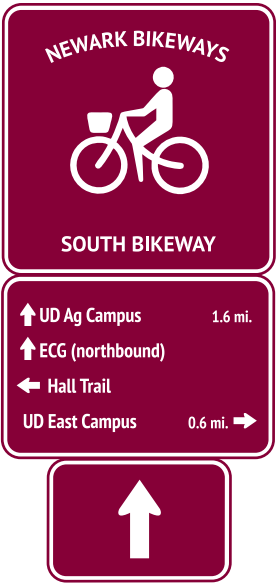 NEWARK BIKEWAYS
SOUTH BIKEWAY
UD Ag Campus 1.6 mi.
ECG (northbound)
Hall Trail
UD East Campus 0.6 mi.